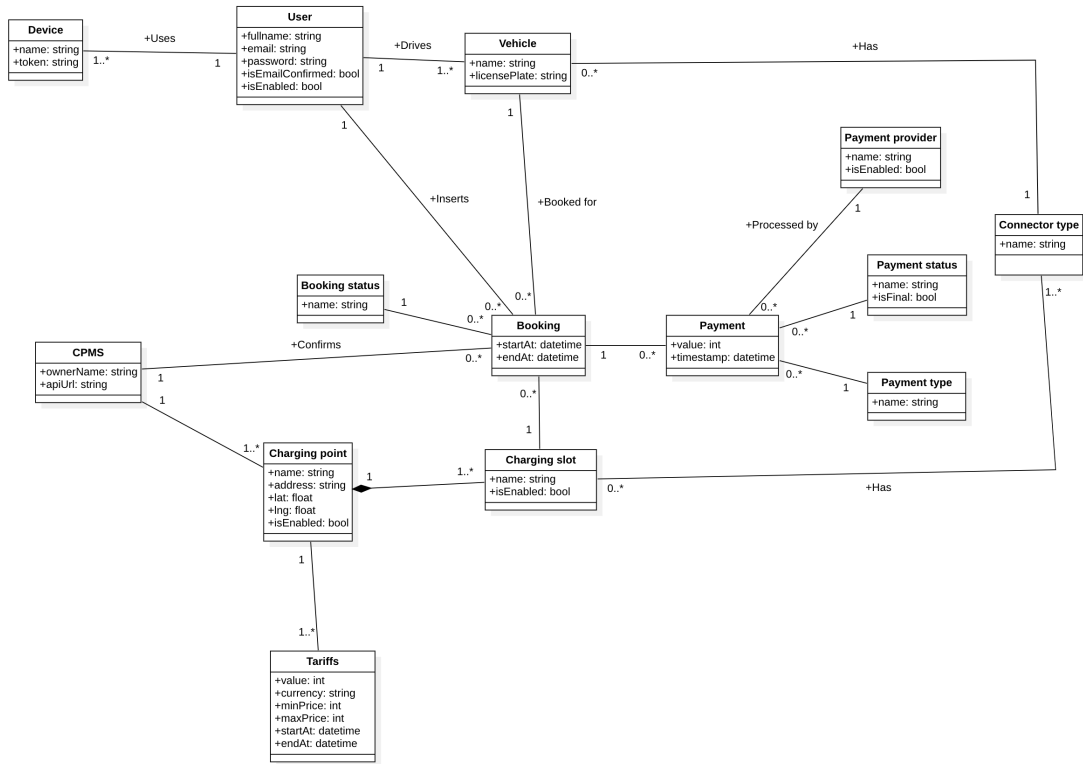 Device
+name: string
+token: string
+Uses
1..*
1
User
+fullname: string
+email: string
+password: string
+isEmailConfirmed: bool
+isEnabled: bool
+Drives
1
1..*
Vehicle
+name: string
+licensePlate: string
+Has
0..*
1
Connector type
+name: string
1..*
1
+Inserts
0..*
1
+Booked for
0..*
Payment provider
+name: string
+isEnabled: bool
1
+Processed by
0..*
Payment status
+name: string
+isFinal: bool
1
0..*
Booking status
+name: string
1
0..*
Booking
+startAt: datetime
+endAt: datetime
1
0..*
Payment
+value: int
+timestamp: datetime
0..*
1
Payment type
+name: string
CPMS
+ownerName: string
+apiUrl: string
+Confirms
1
0..*
1
1..*
0..*
1
Charging point
+name: string
+address: string
+lat: float
+lng: float
+isEnabled: bool
1
1..*
Charging slot
+name: string
+isEnabled: bool
0..*
+Has
1
1..*
Tariffs
+value: int
+currency: string
+minPrice: int
+maxPrice: int
+startAt: datetime
+endAt: datetime